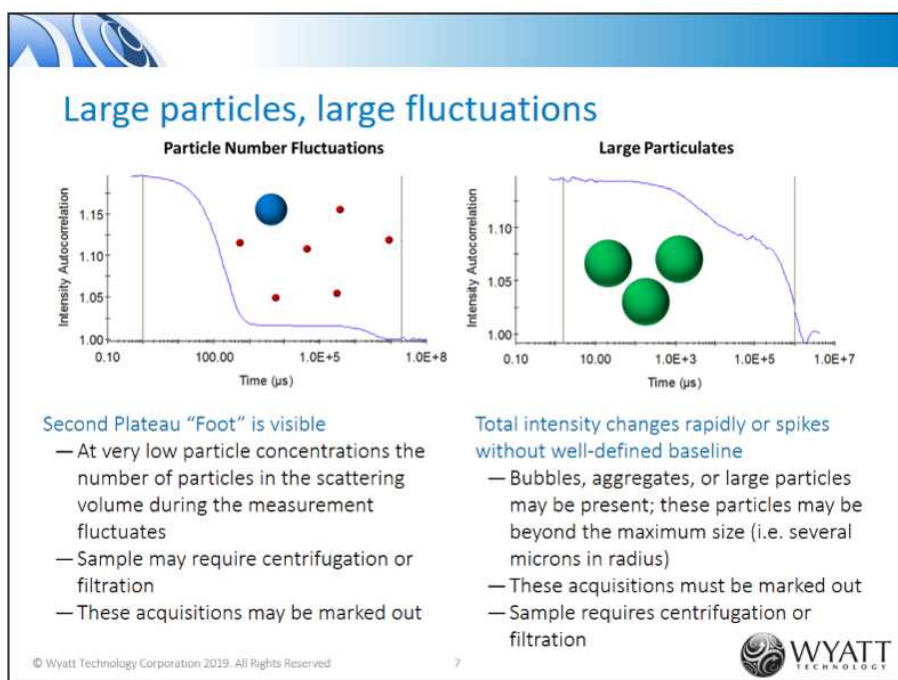 Large particles, large fluctuations
Particle Number Fluctuations
Intensity Autocorrelation
1.15
1.10
1.05
1.00
0.10
100.00
1.0E+5
1.0E+8
Time (µs)
Large Particulates
Intensity Autocorrelation
1.10
1.05
1.00
0.10
10.00
1.0E+3
1.0E+5
1.0E+7
Time (µs)
Second Plateau “Foot” is visible
— At very low particle concentrations the
number of particles in the scattering
volume during the measurement
fluctuates
— Sample may require centrifugation or
filtration
— These acquisitions may be marked out
Total intensity changes rapidly or spikes
without well-defined baseline
— Bubbles, aggregates, or large particles
may be present; these particles may be
beyond the maximum size (i.e. several
microns in radius)
— These acquisitions must be marked out
— Sample requires centrifugation or
filtration
© Wyatt Technology Corporation 2019. All Rights Reserved
7
WYATT
TECHNOLOGY